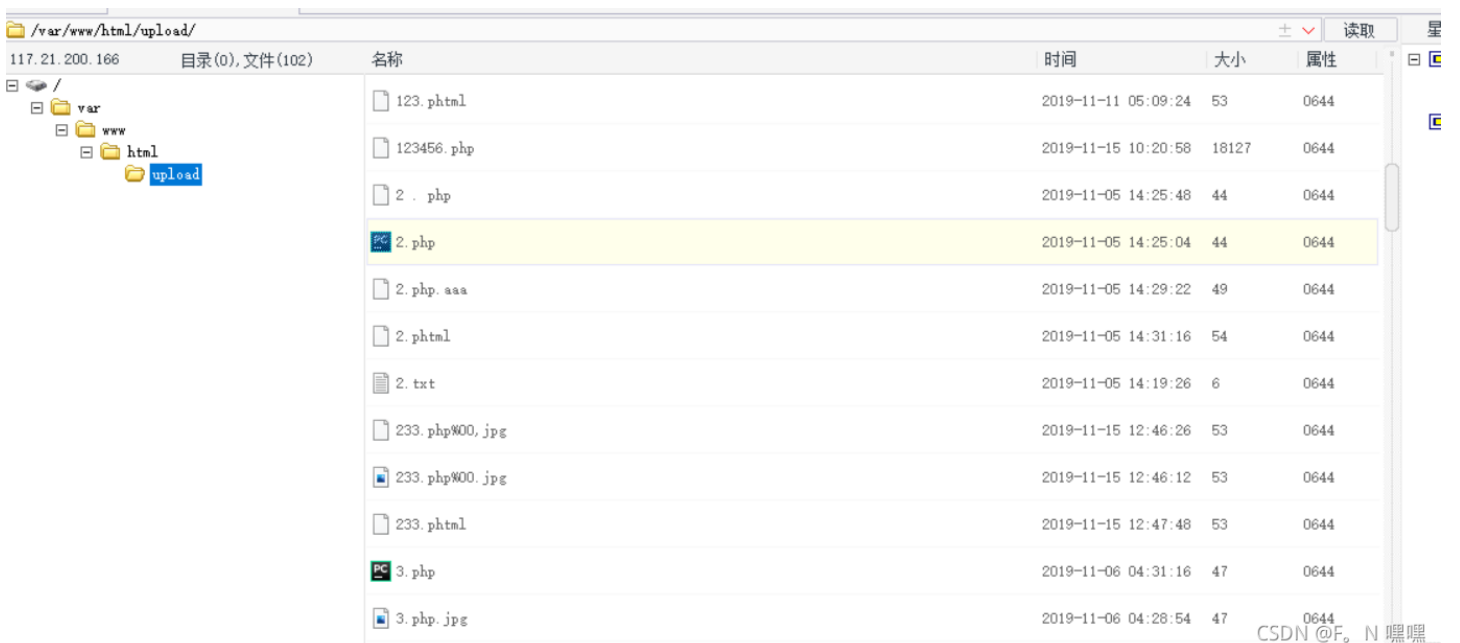 /var/www/html/upload/ 读取 星
117.21.200.166 目录(0),文件(102) 名称 时间 大小 属性
/
var
www
html
upload
123.phtml 2019-11-11 05:09:24 53 0644
123456.php 2019-11-15 10:20:58 18127 0644
2 . php 2019-11-05 14:25:48 44 0644
PC 2.php 2019-11-05 14:25:04 44 0644
2.php.aaa 2019-11-05 14:29:22 49 0644
2.phtml 2019-11-05 14:31:16 54 0644
2.txt 2019-11-05 14:19:26 6 0644
233.php%00,jpg 2019-11-15 12:46:26 53 0644
233.php%00.jpg 2019-11-15 12:46:12 53 0644
233.phtml 2019-11-15 12:47:48 53 0644
PC 3.php 2019-11-06 04:31:16 47 0644
3.php.jpg 2019-11-06 04:28:54 47 0644
CSDN @F。N 嘿嘿